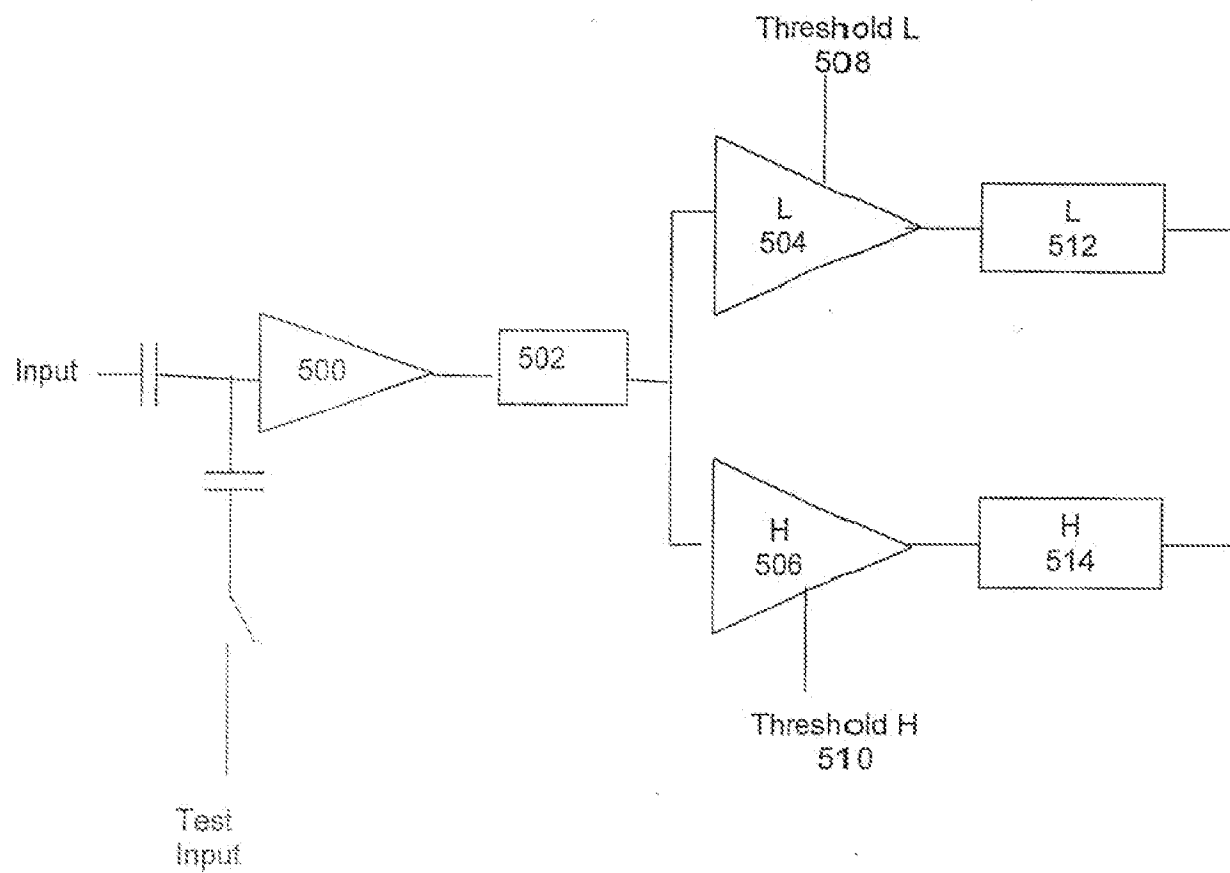 Threshold L
508
L
504
L
512
Input
500
502
H
506
H
514
Threshold H
510
Test
Input